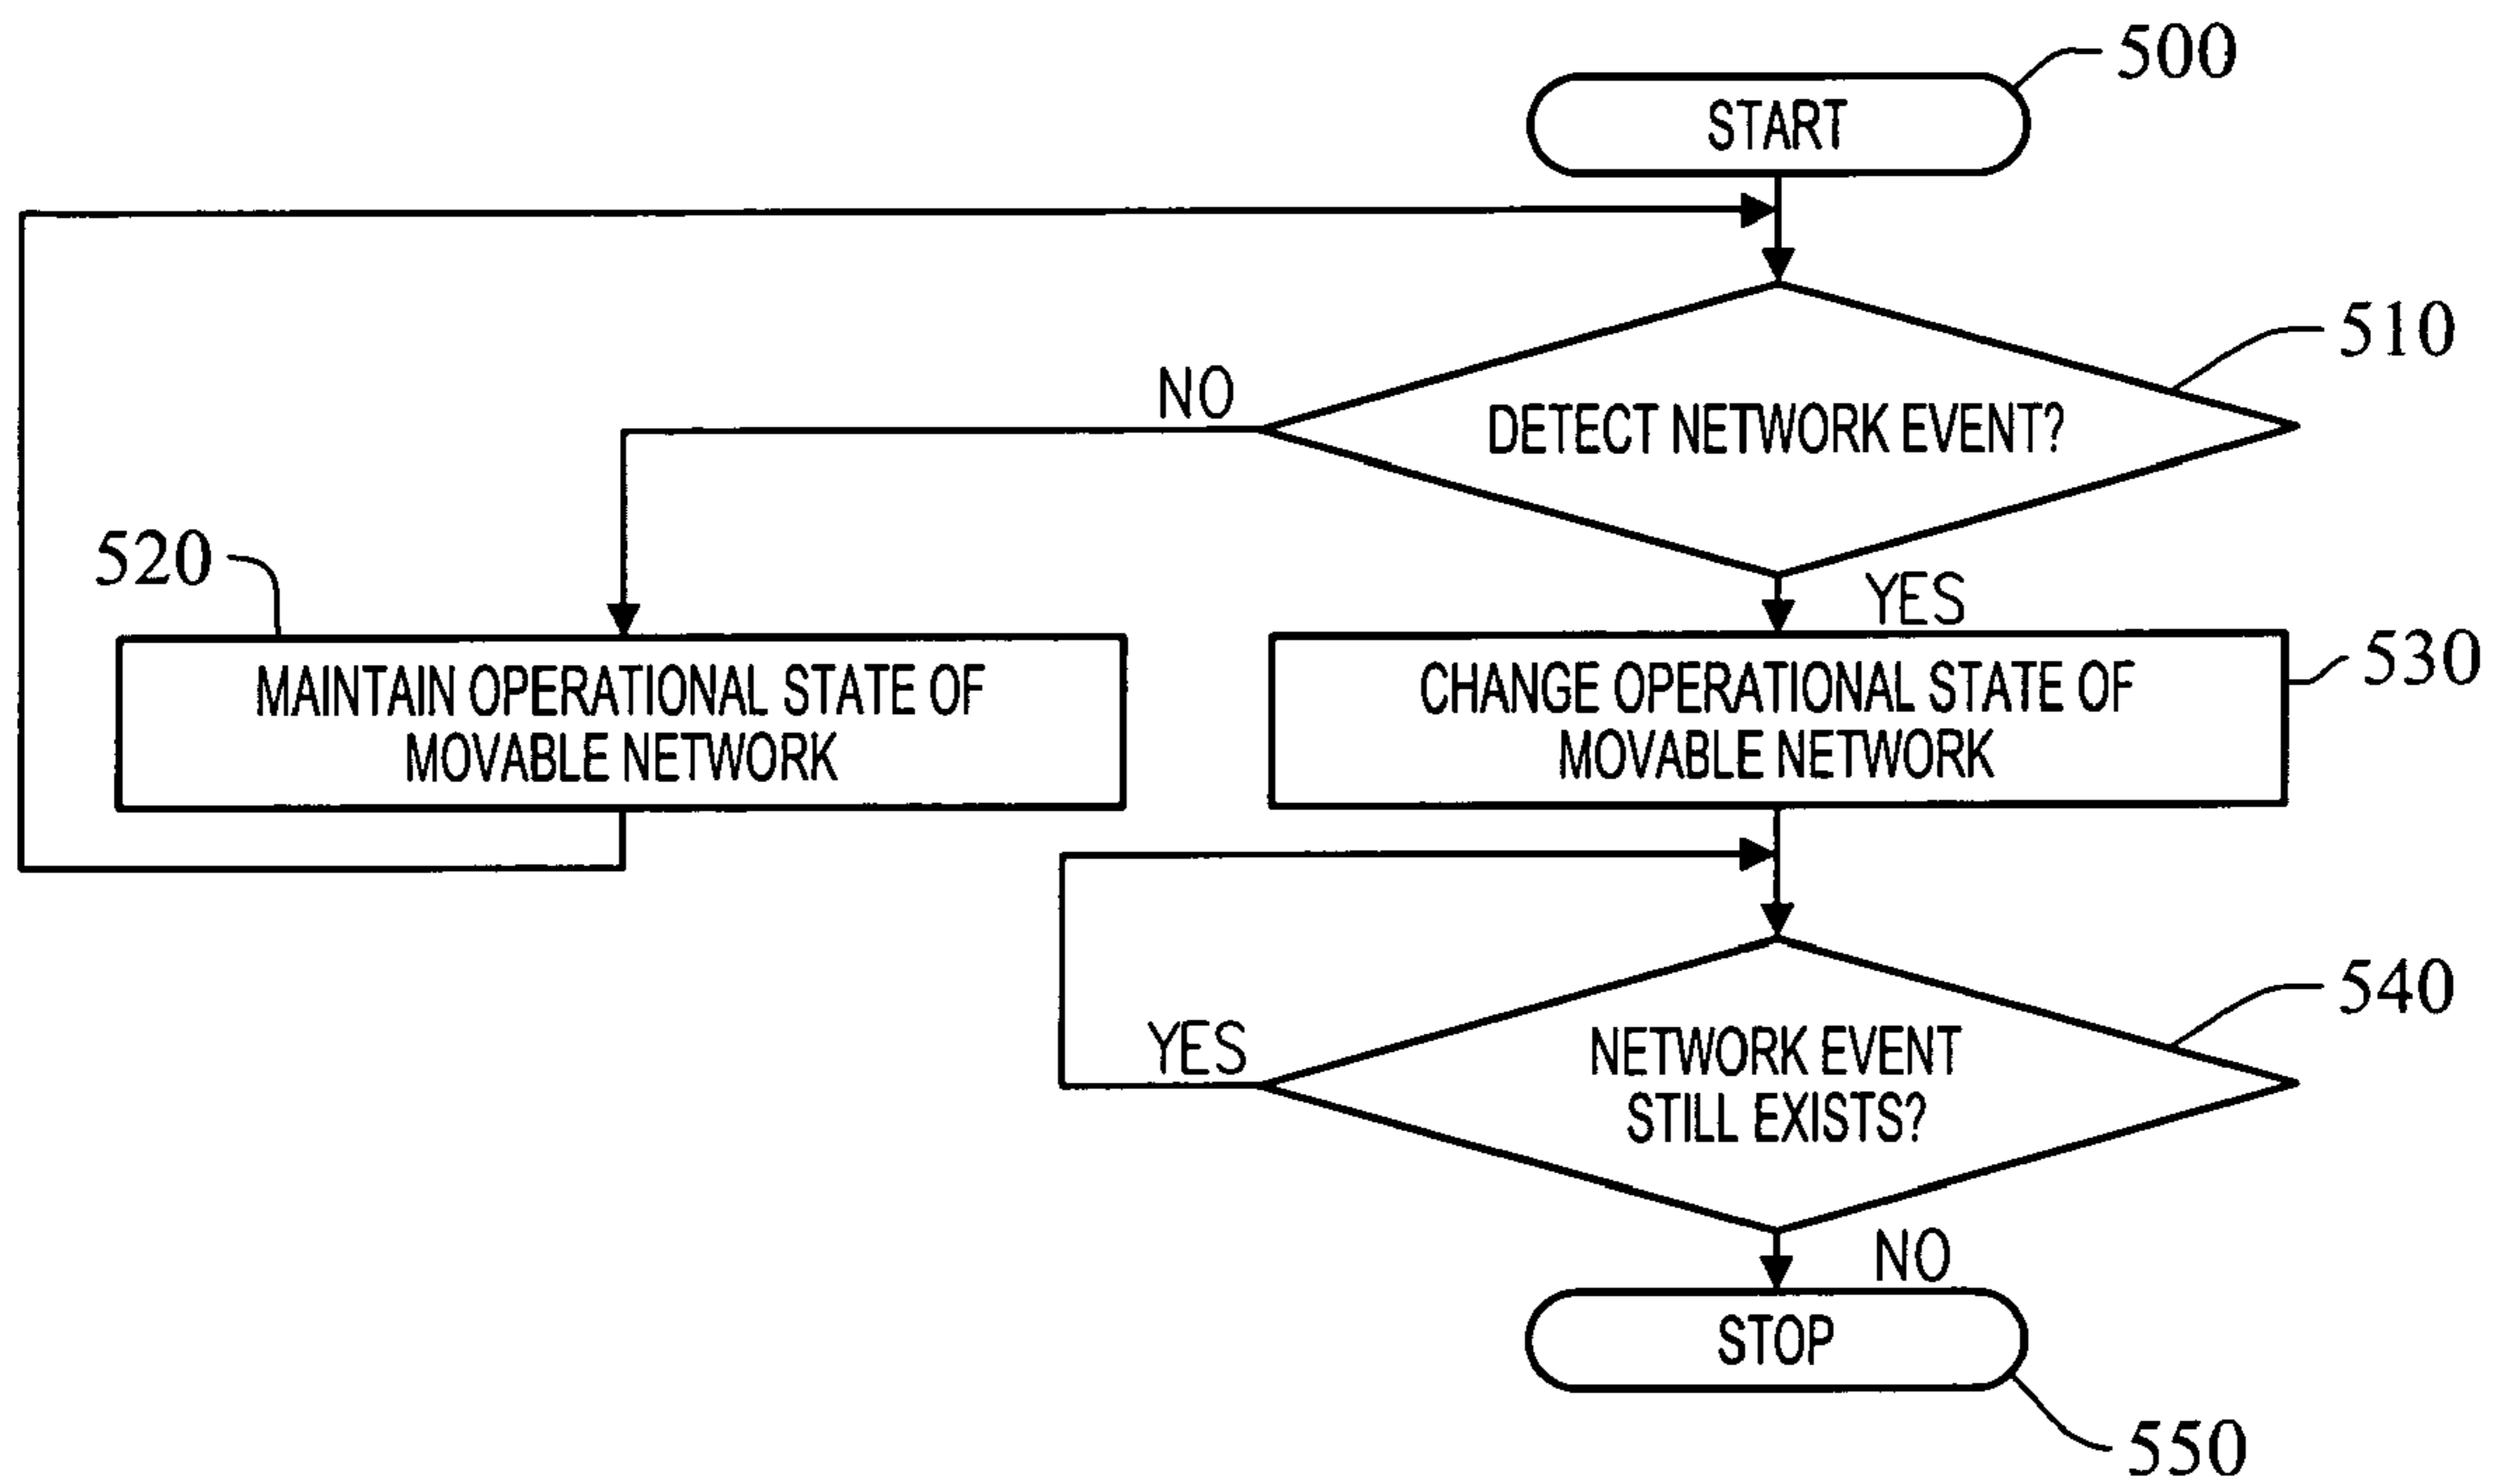 500
START
510
NO
DETECT NETWORK EVENT?
520
YES
MAINTAIN OPERATIONAL STATE OF
MOVABLE NETWORK
530
CHANGE OPERATIONAL STATE OF
MOVABLE NETWORK
540
YES
NETWORK EVENT
STILL EXISTS?
NO
STOP
550